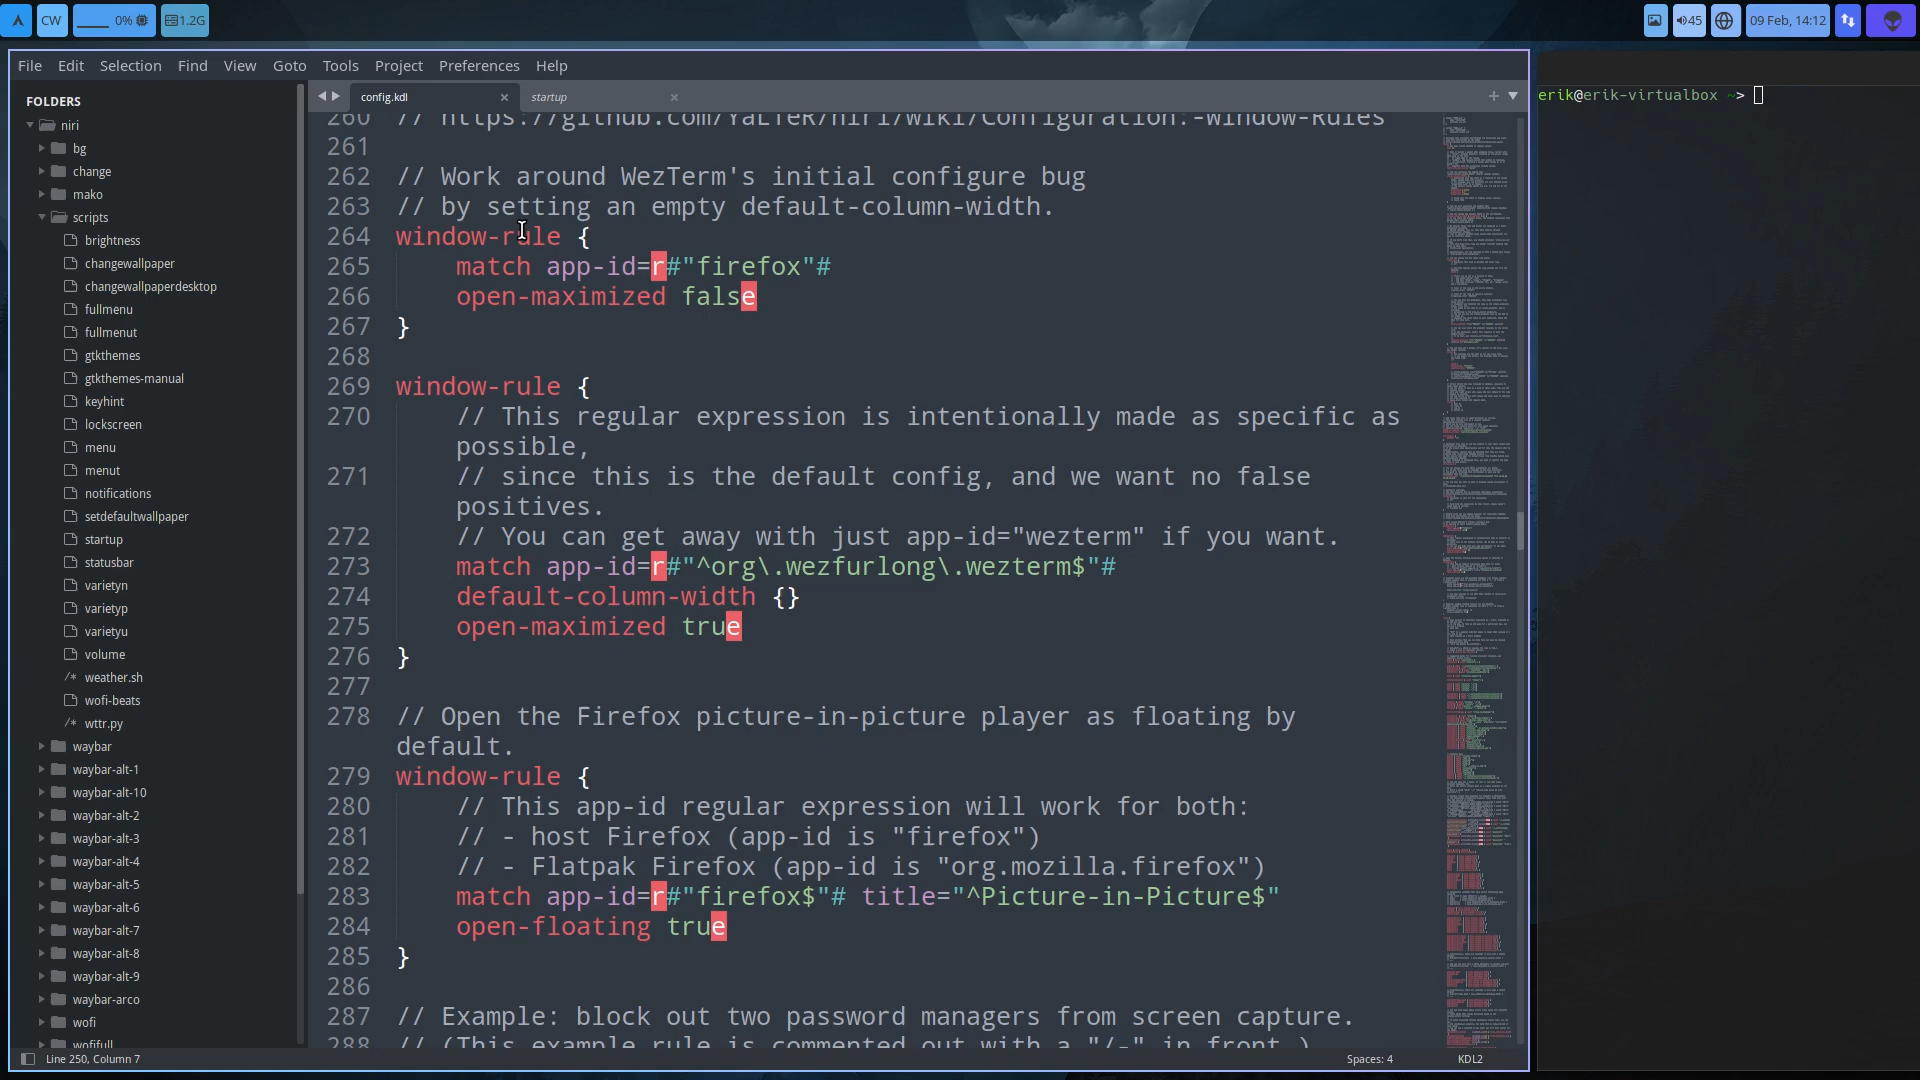 CW
0%
1.2G
45
09 Feb, 14:12
File Edit Selection Find View Goto Tools Project Preferences Help
FOLDERS
niri
bg
change
mako
scripts
brightness
changewallpaper
changewallpaperdesktop
fullmenu
fullmenut
gtkthemes
gtkthemes-manual
keyhint
lockscreen
menu
menut
notifications
setdefaultwallpaper
startup
statusbar
varietyn
varietyp
varietyu
volume
/* weather.sh
wofi-beats
/* wttr.py
waybar
waybar-alt-1
waybar-alt-10
waybar-alt-2
waybar-alt-3
waybar-alt-4
waybar-alt-5
waybar-alt-6
waybar-alt-7
waybar-alt-8
waybar-alt-9
waybar-arco
wofi
wofifull
config.kdl
startup
260 // https://github.com/YaLTeR/niri/wiki/Configuration:-Window-Rules
261
262 // Work around WezTerm's initial configure bug
263 // by setting an empty default-column-width.
264 window-rule {
265 match app-id=r#"firefox"#
266 open-maximized false
267 }
268
269 window-rule {
270 // This regular expression is intentionally made as specific as
possible,
271 // since this is the default config, and we want no false
positives.
272 // You can get away with just app-id="wezterm" if you want.
273 match app-id=r#"^org\.wezfurlong\.wezterm$"#
274 default-column-width {}
275 open-maximized true
276 }
277
278 // Open the Firefox picture-in-picture player as floating by
default.
279 window-rule {
280 // This app-id regular expression will work for both:
281 // - host Firefox (app-id is "firefox")
282 // - Flatpak Firefox (app-id is "org.mozilla.firefox")
283 match app-id=r#"firefox$"# title="^Picture-in-Picture$"
284 open-floating true
285 }
286
287 // Example: block out two password managers from screen capture.
288 // (This example rule is commented out with a "/-" in front.)
Line 250, Column 7
Spaces: 4
KDL2
erik@erik-virtualbox ~>